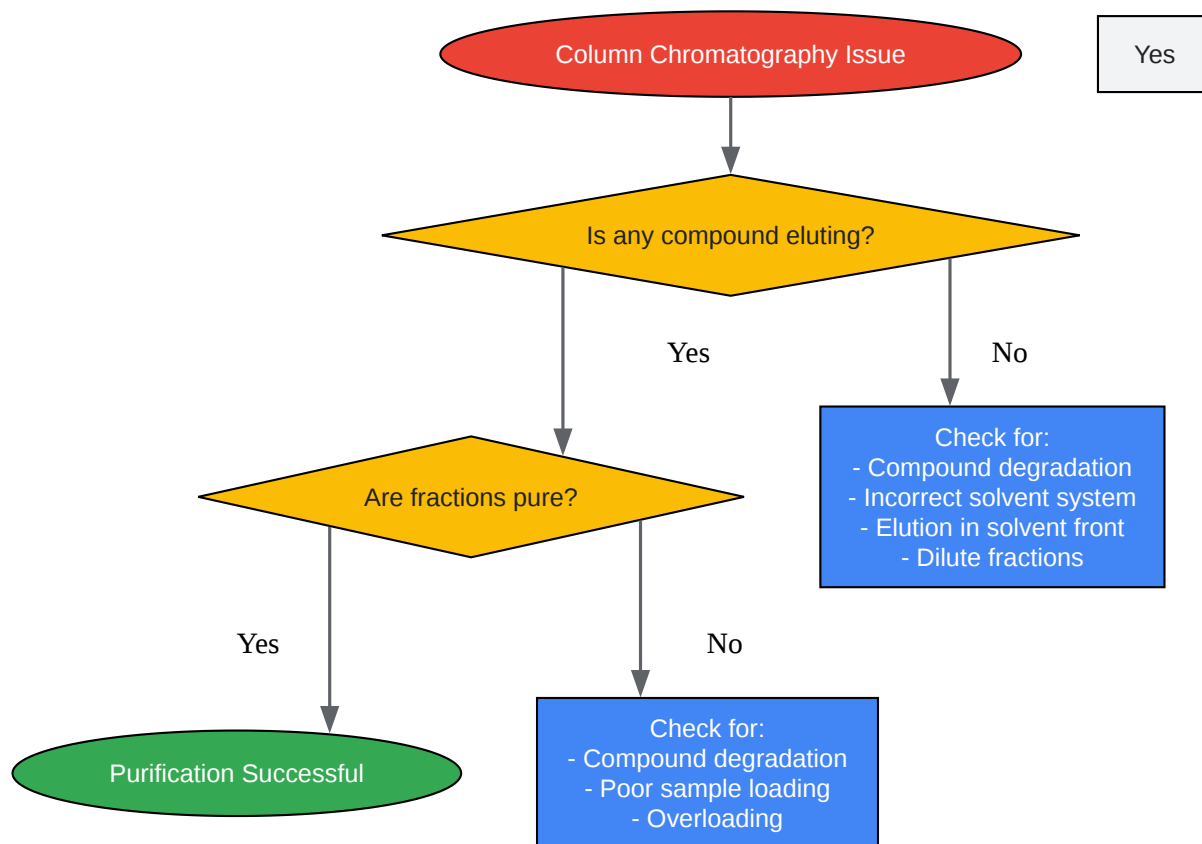 Column Chromatography Issue
Yes
Is any compound eluting?
Yes
No
Check for:
- Compound degradation
- Incorrect solvent system
- Elution in solvent front
- Dilute fractions
Are fractions pure?
Yes
No
Purification Successful
Check for:
- Compound degradation
- Poor sample loading
- Overloading